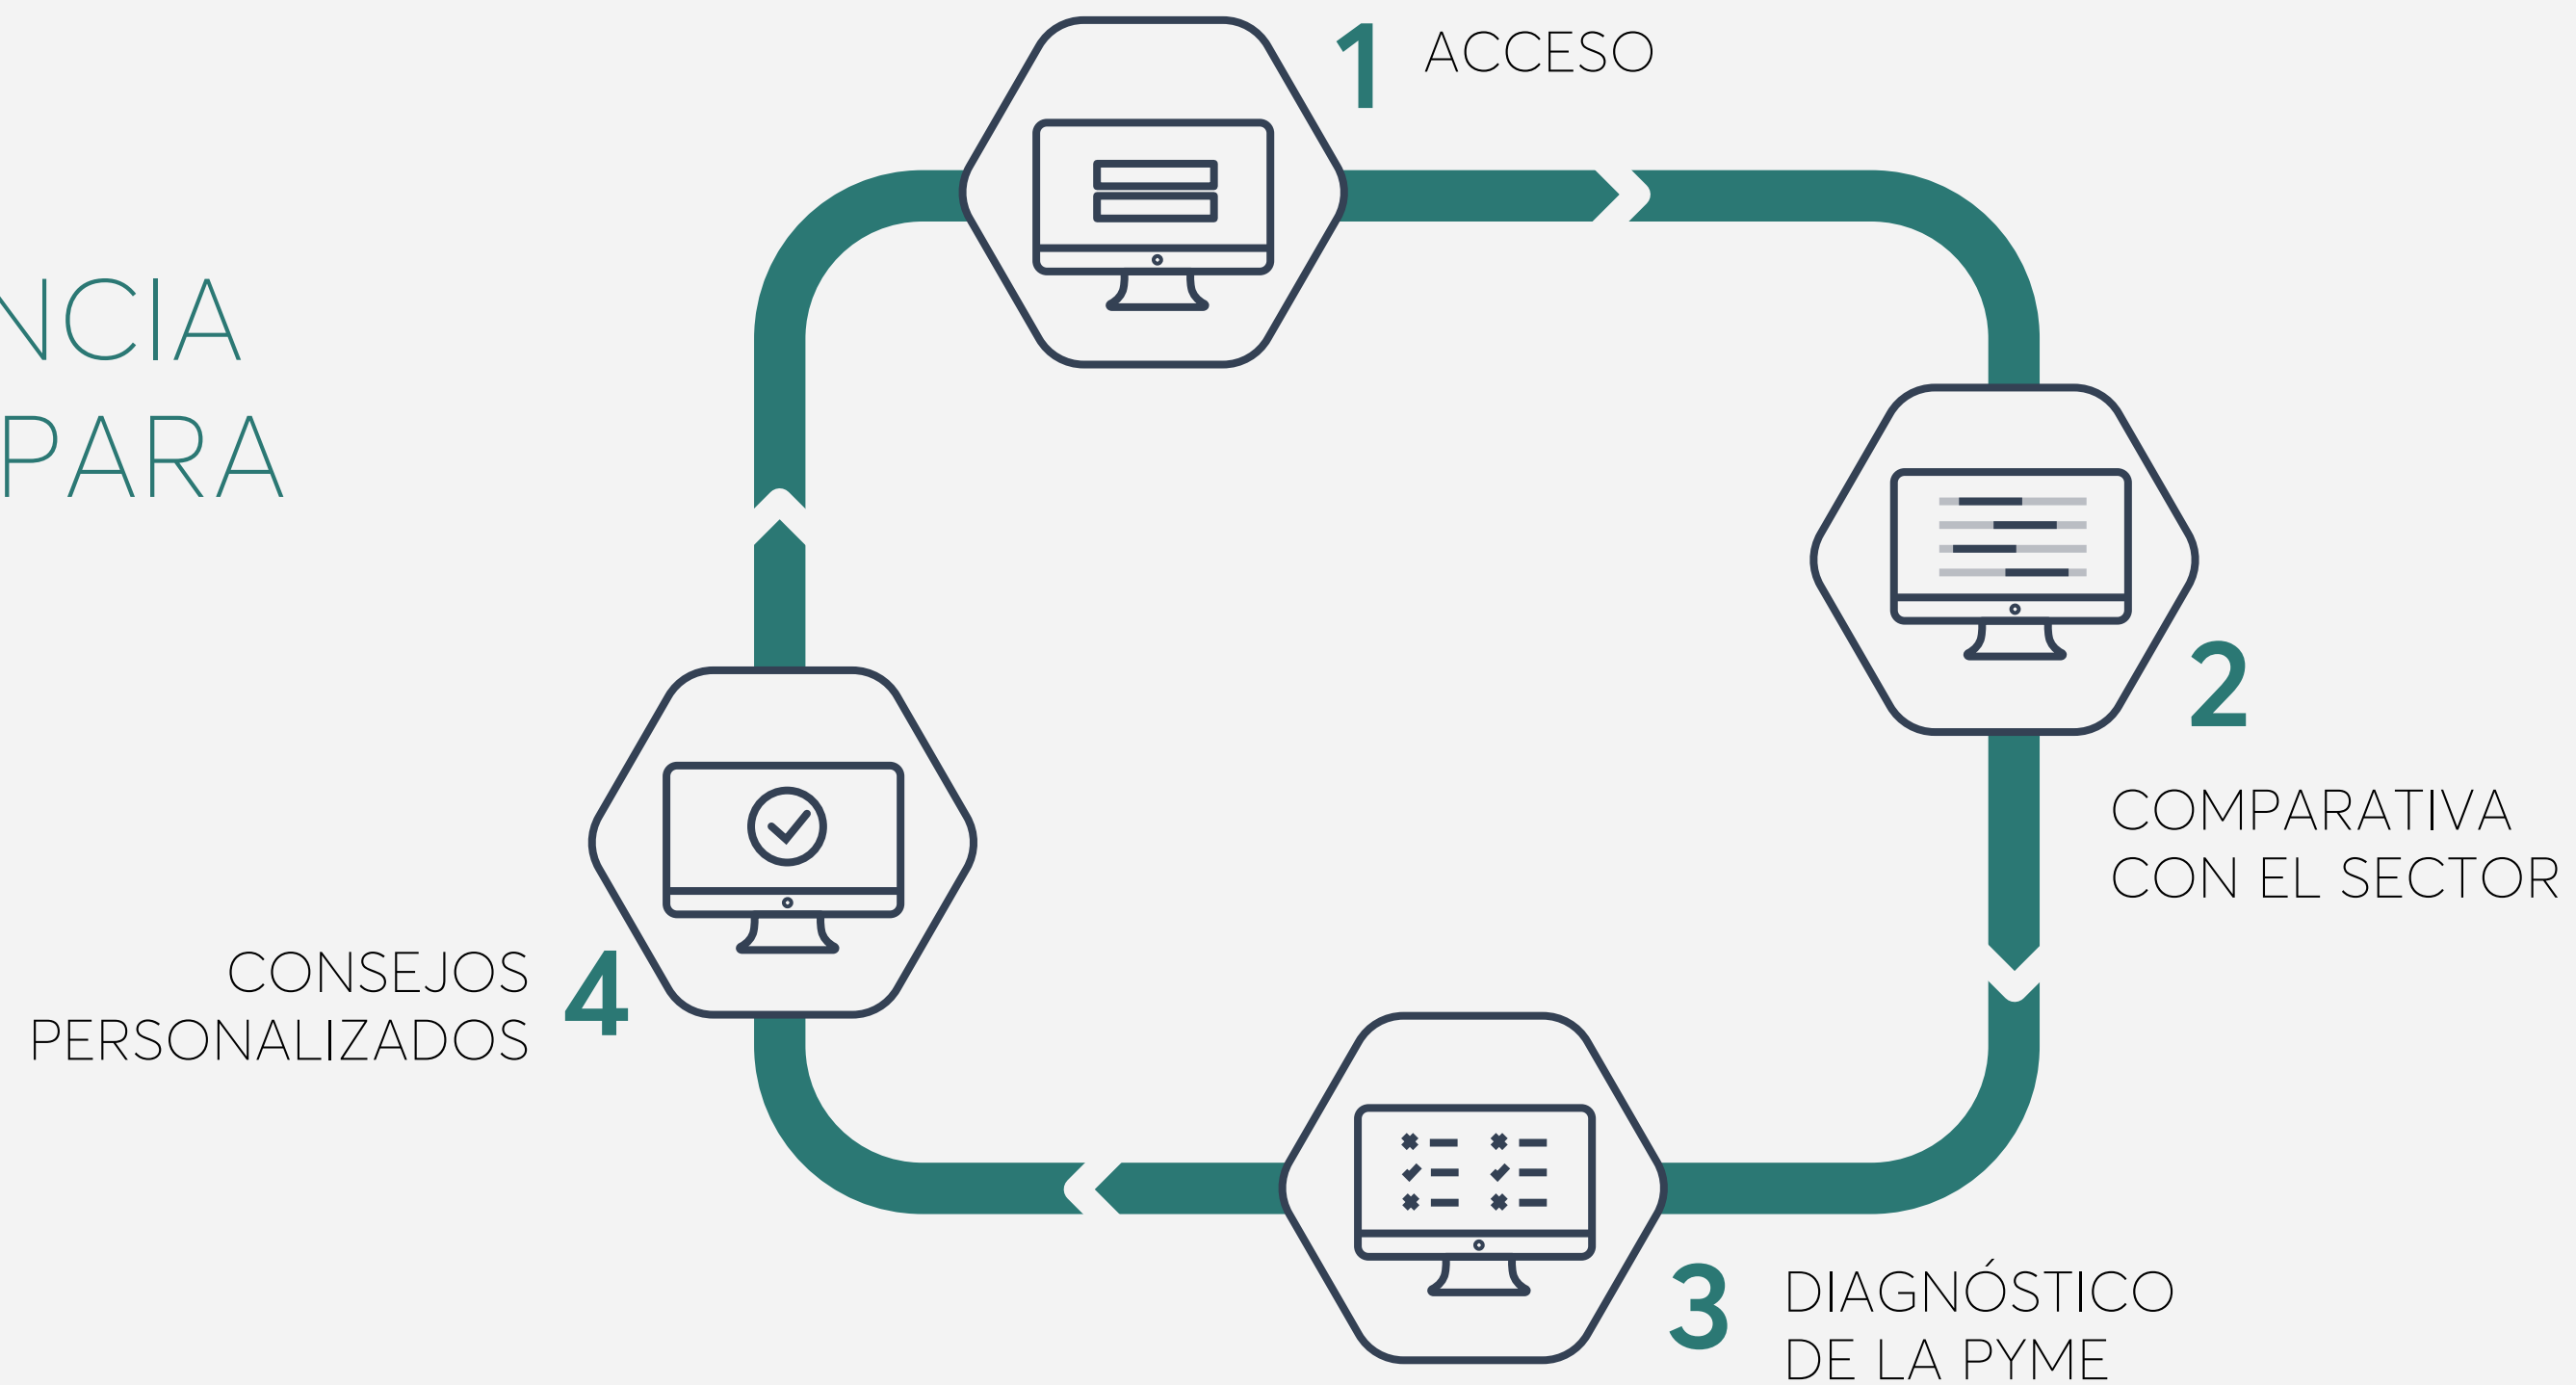 NCIA
PARA
1 ACCESO
2
COMPARATIVA
CON EL SECTOR
3 DIAGNÓSTICO
DE LA PYME
4 CONSEJOS
PERSONALIZADOS